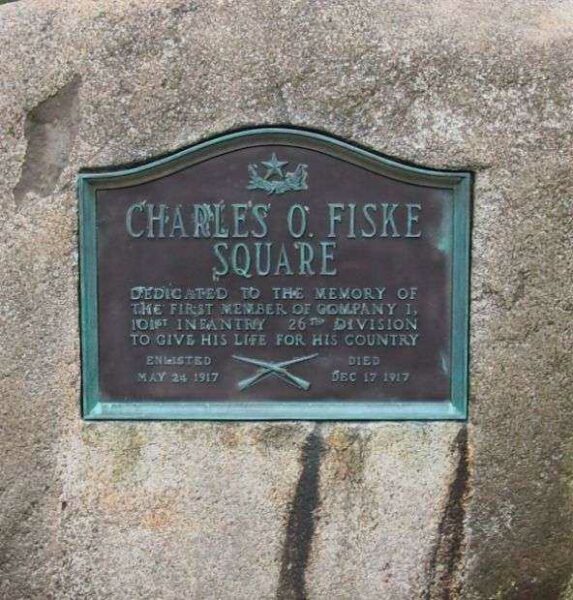 CHARLES O. FISKE
SQUARE
DEDICATED TO THE MEMORY OF
THE FIRST MEMBER OF COMPANY I,
101ST INFANTRY 26TH DIVISION
TO GIVE HIS LIFE FOR HIS COUNTRY
ENLISTED DIED
MAY 24 1917 DEC 17 1917